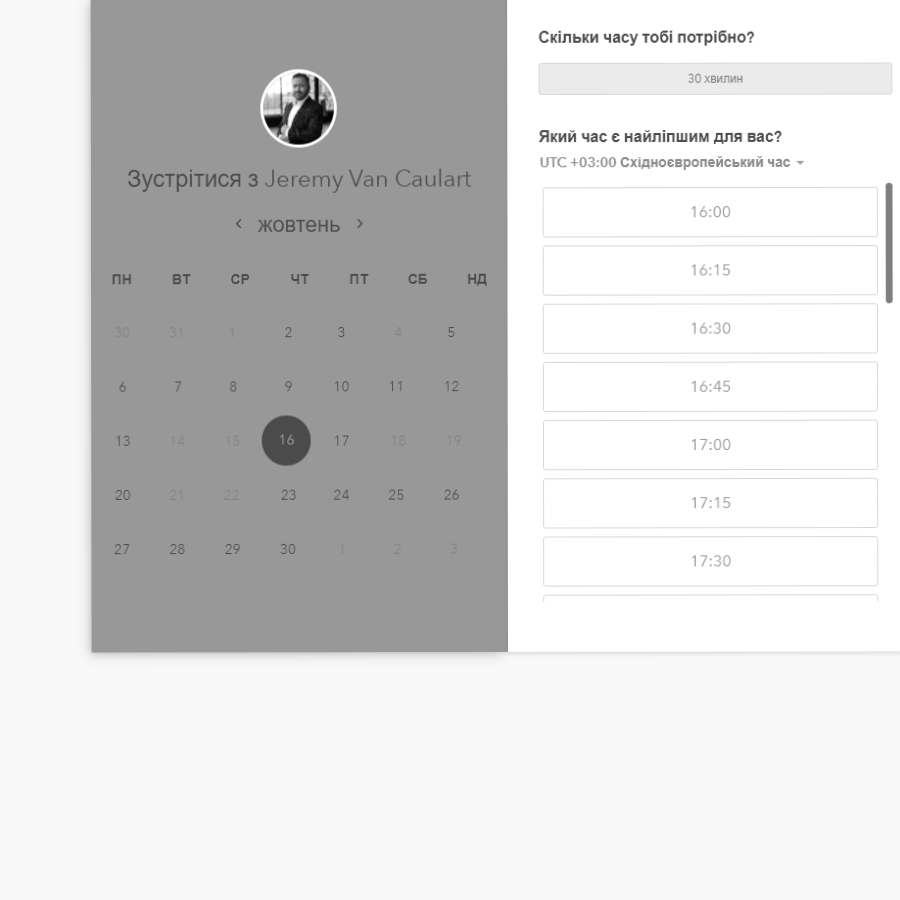 Зустрітися з Jeremy Van Caulart
жовтень
ПН ВТ СР ЧТ ПТ СБ НД
30 31 1 2 3 4 5
6 7 8 9 10 11 12
13 14 15 16 17 18 19
20 21 22 23 24 25 26
27 28 29 30 1 2 3
Скільки часу тобі потрібно?
30 хвилин
Який час є найліпшим для вас?
UTC +03:00 Східноєвропейський час
16:00
16:15
16:30
16:45
17:00
17:15
17:30